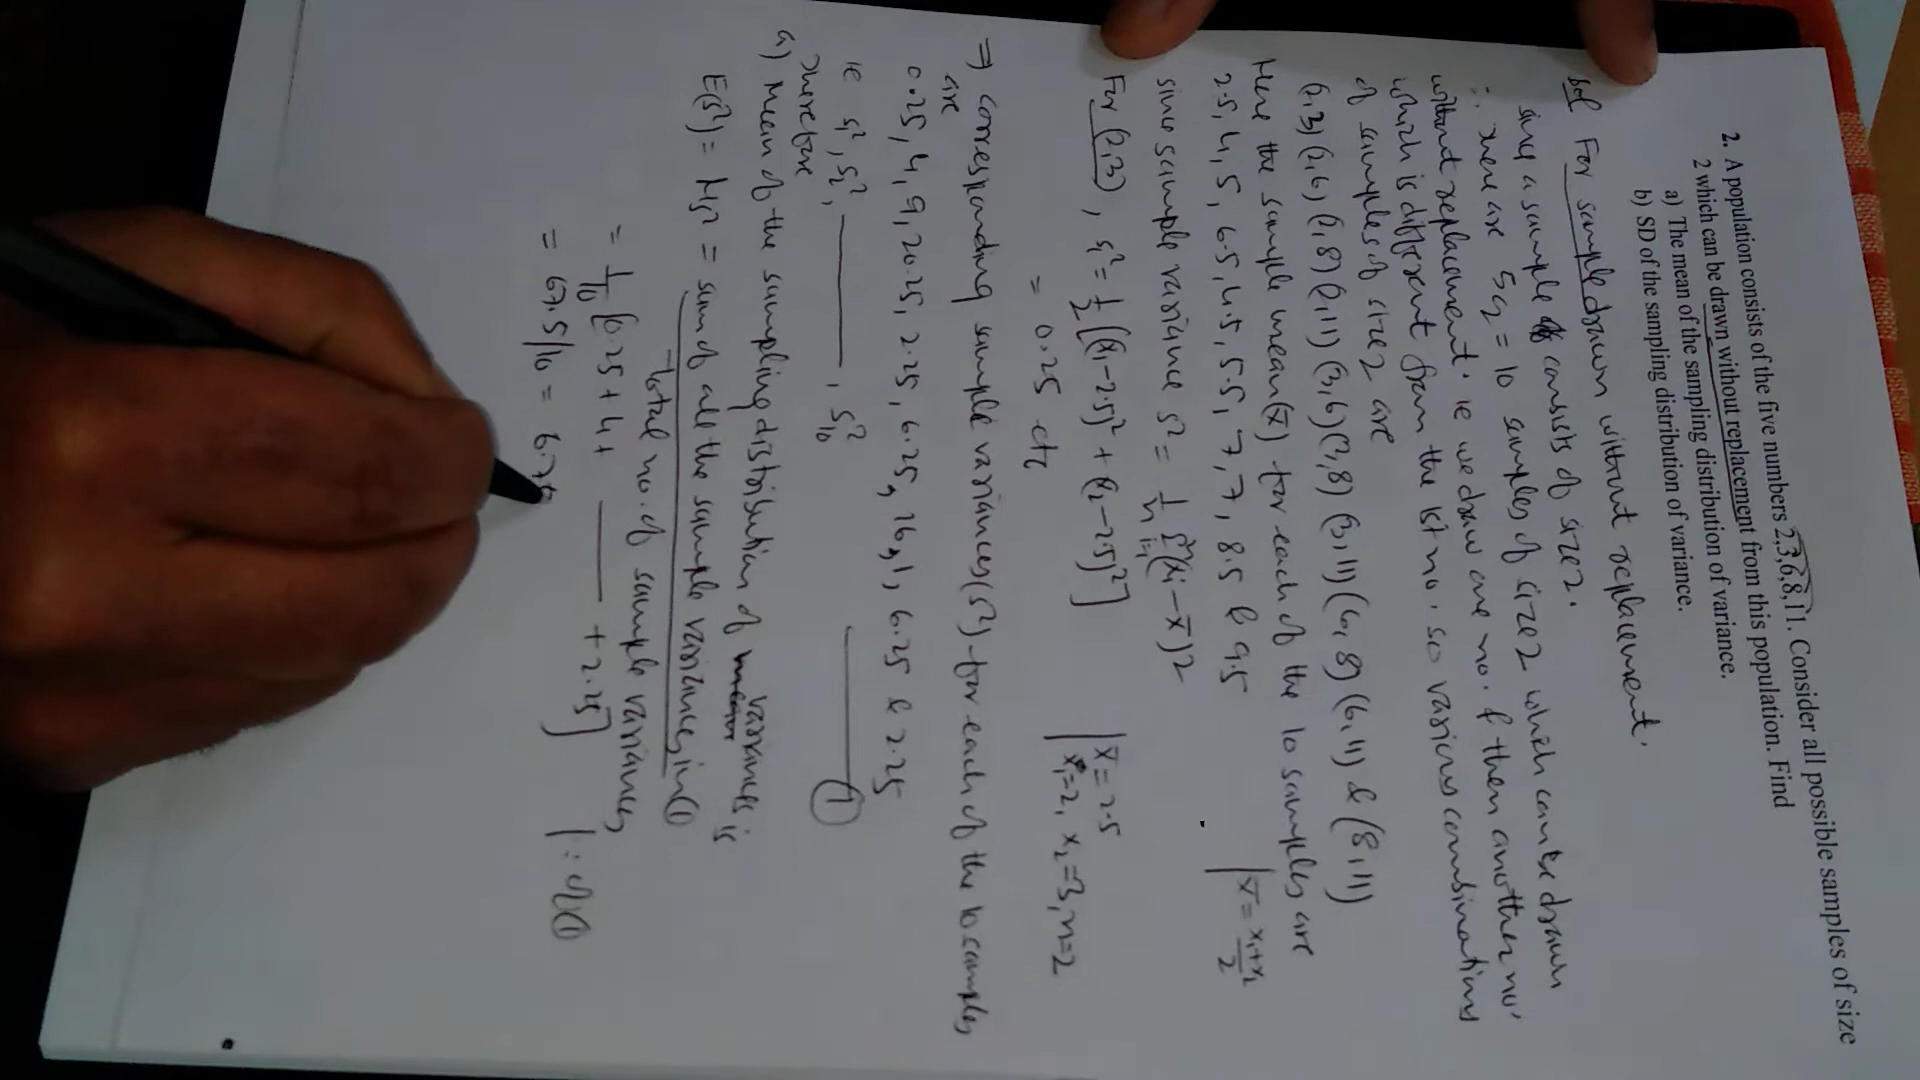 2. A population consists of the five numbers 2,3,6,8,11. Consider all possible samples of size
2 which can be drawn without replacement from this population. Find
a) The mean of the sampling distribution of variance.
b) SD of the sampling distribution of variance.
Sol For sample drawn without replacement.
since a sample consists of size 2.
∴ there are 5C2 = 10 samples of size 2 which can be drawn
without replacement. ie we draw one no. & then another no.
which is different from the 1st no. so various combinations
of samples of size 2 are
(2,3) (2,6) (2,8) (2,11) (3,6) (3,8) (3,11) (6,8) (6,11) & (8,11)
Here the sample mean (x̄) for each of the 10 samples are
2.5, 4, 5, 6.5, 4.5, 5.5, 7, 7, 8.5 & 9.5 | x̄ = x₁+x₂/2
since sample variance s² = 1/n Σⁿᵢ₌₁ (xᵢ - x̄)²
For (2,3), s₁² = 1/2 [(x₁-2.5)² + (x₂-2.5)²] | x̄ = 2.5
= 0.25 etc | x₁=2, x₂=3, n=2
⇒ corresponding sample variances (s²) for each of the 10 samples
are
0.25, 4, 9, 20.25, 2.25, 6.25, 16, 1, 6.25 & 2.25
ie s₁², s₂², ——— , s₁₀² ——— ①
Therefore
a) Mean of the sampling distribution of variances is
E(s²) = μs² = sum of all the sample variances in ①
Total no. of sample variances
= 1/10 [0.25 + 4 + —— + 2.25] | ∵ of ①
= 67.5/10 = 6.75